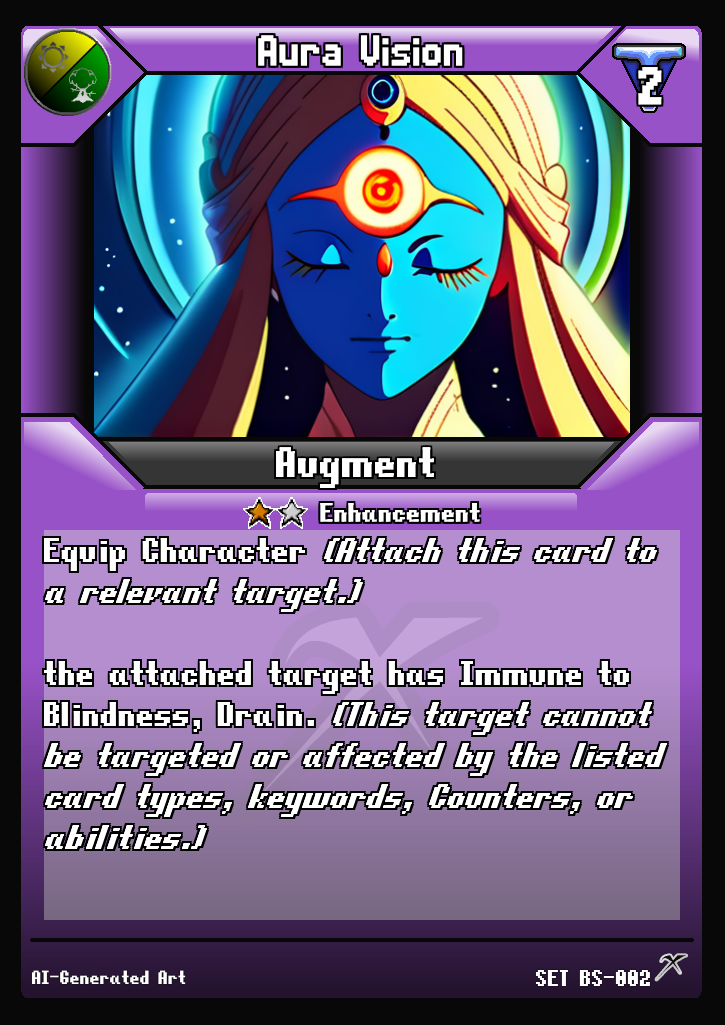 Aura Vision
2
Augment
Enhancement
Equip Character (Attach this card to
a relevant target.)
the attached target has Immune to
Blindness, Drain. (This target cannot
be targeted or affected by the listed
card types, keywords, Counters, or
abilities.)
AI-Generated Art
SET BS-002